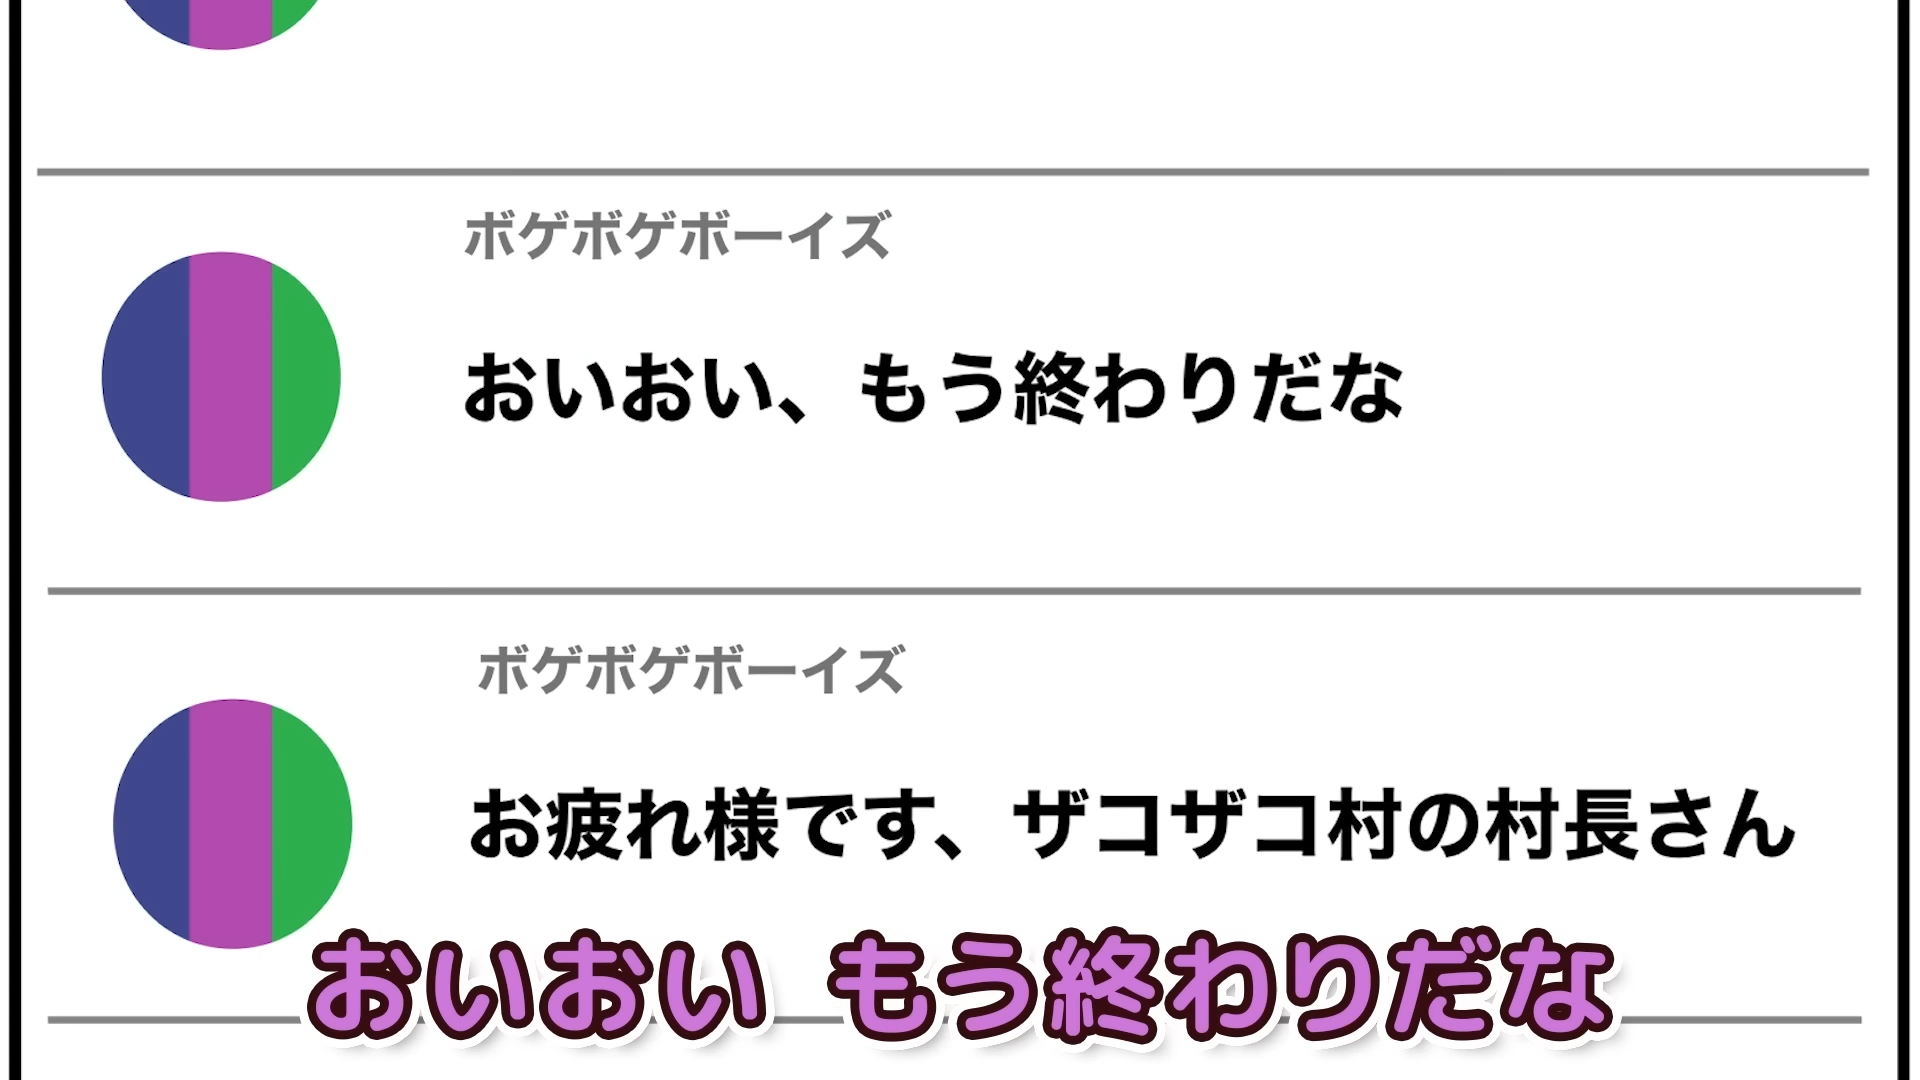 ボゲボゲボーイズ
おいおい、もう終わりだな
ボゲボゲボーイズ
お疲れ様です、ザコザコ村の村長さん
おいおい もう終わりだな